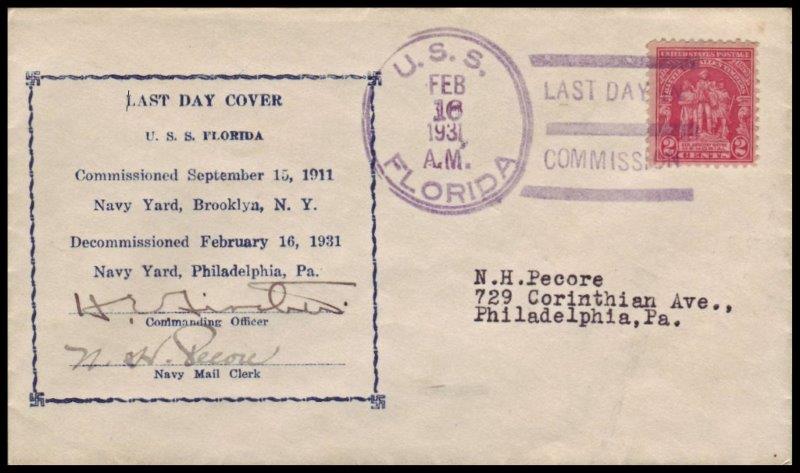 LAST DAY COVER
U. S. S. FLORIDA
Commissioned September 15, 1911
Navy Yard, Brooklyn, N. Y.
Decommissioned February 16, 1931
Navy Yard, Philadelphia, Pa.
Commanding Officer
N. H. Pecore
Navy Mail Clerk
U. S. S.
FEB
16
1931
A.M.
FLORIDA
LAST DAY
COMMISSION
UNITED STATES POSTAGE
2 CENTS 2
N.H.Pecore
729 Corinthian Ave.,
Philadelphia,Pa.